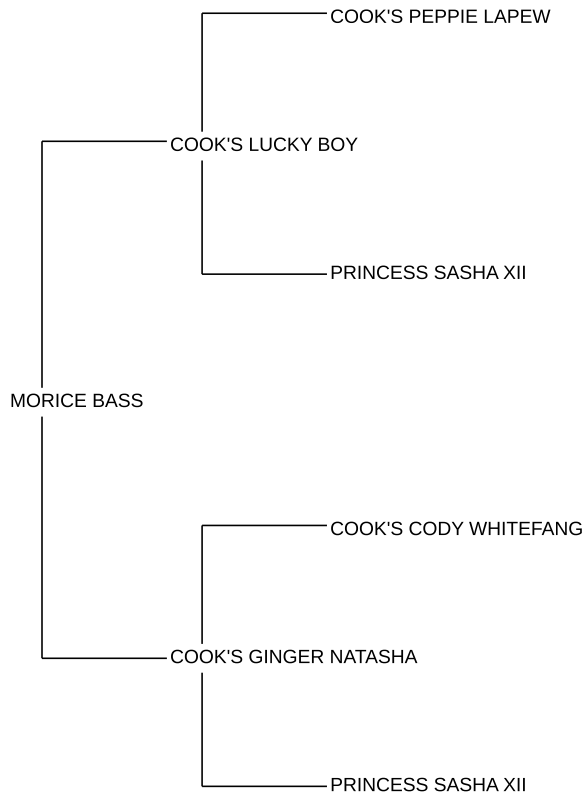 COOK'S PEPPIE LAPEW
COOK'S LUCKY BOY
PRINCESS SASHA XII
MORICE BASS
COOK'S CODY WHITEFANG
COOK'S GINGER NATASHA
PRINCESS SASHA XII